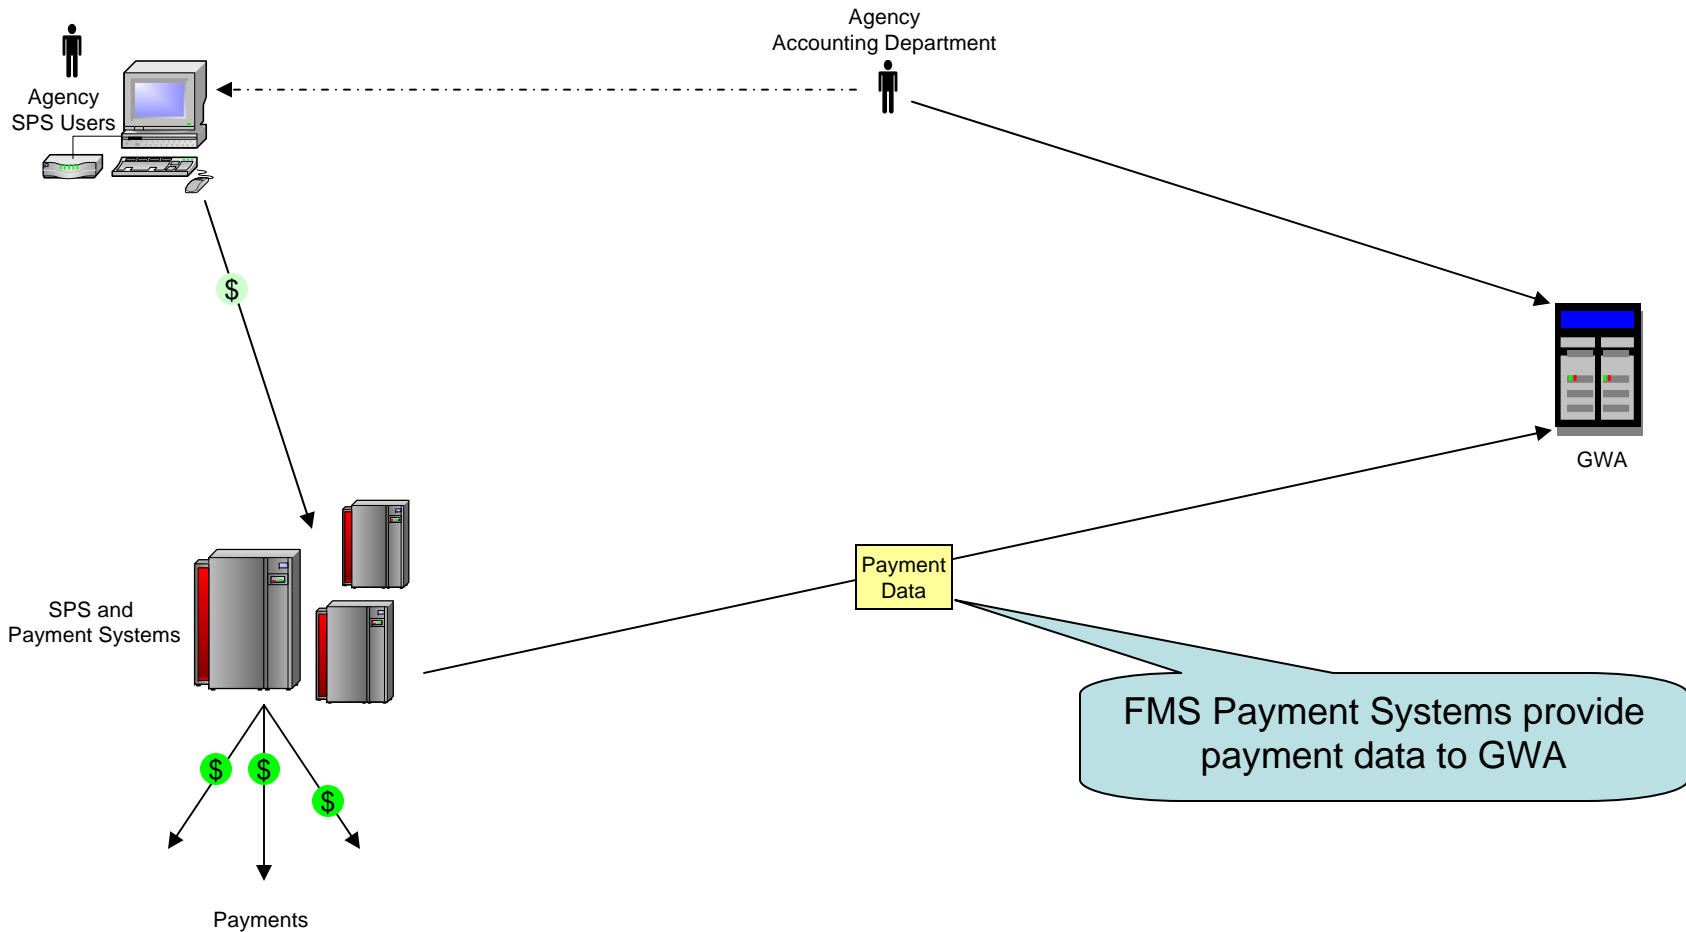 Agency
Accounting Department
Agency
SPS Users
$
GWA
Payment
Data
SPS and
Payment Systems
FMS Payment Systems provide
payment data to GWA
$
$
$
Payments